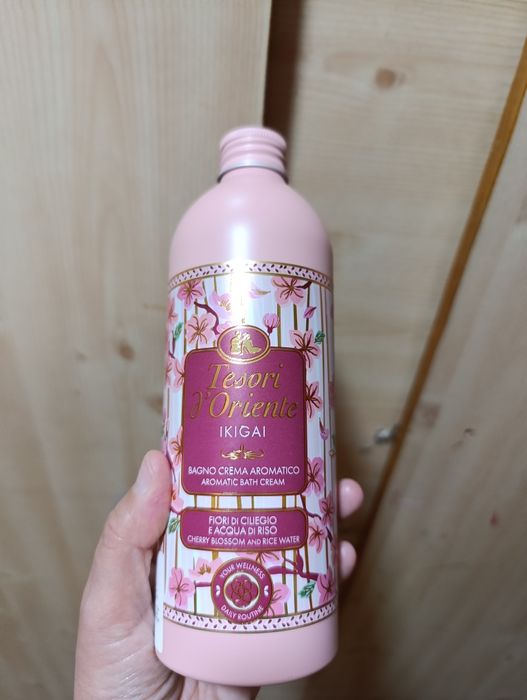 Tesori
d'Oriente
IKIGAI
BAGNO CREMA AROMATICO
AROMATIC BATH CREAM
FIORI DI CILIEGIO
E ACQUA DI RISO
CHERRY BLOSSOM AND RICE WATER
YOUR WELLNESS
DAILY ROUTINE